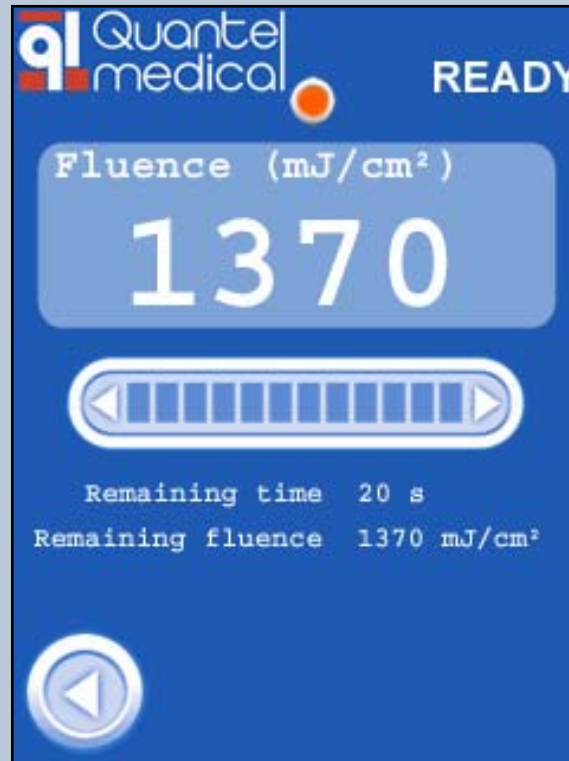 Quantel
medical
READY
Fluence (mJ/cm²)
1370
Remaining time 20 s
Remaining fluence 1370 mJ/cm²